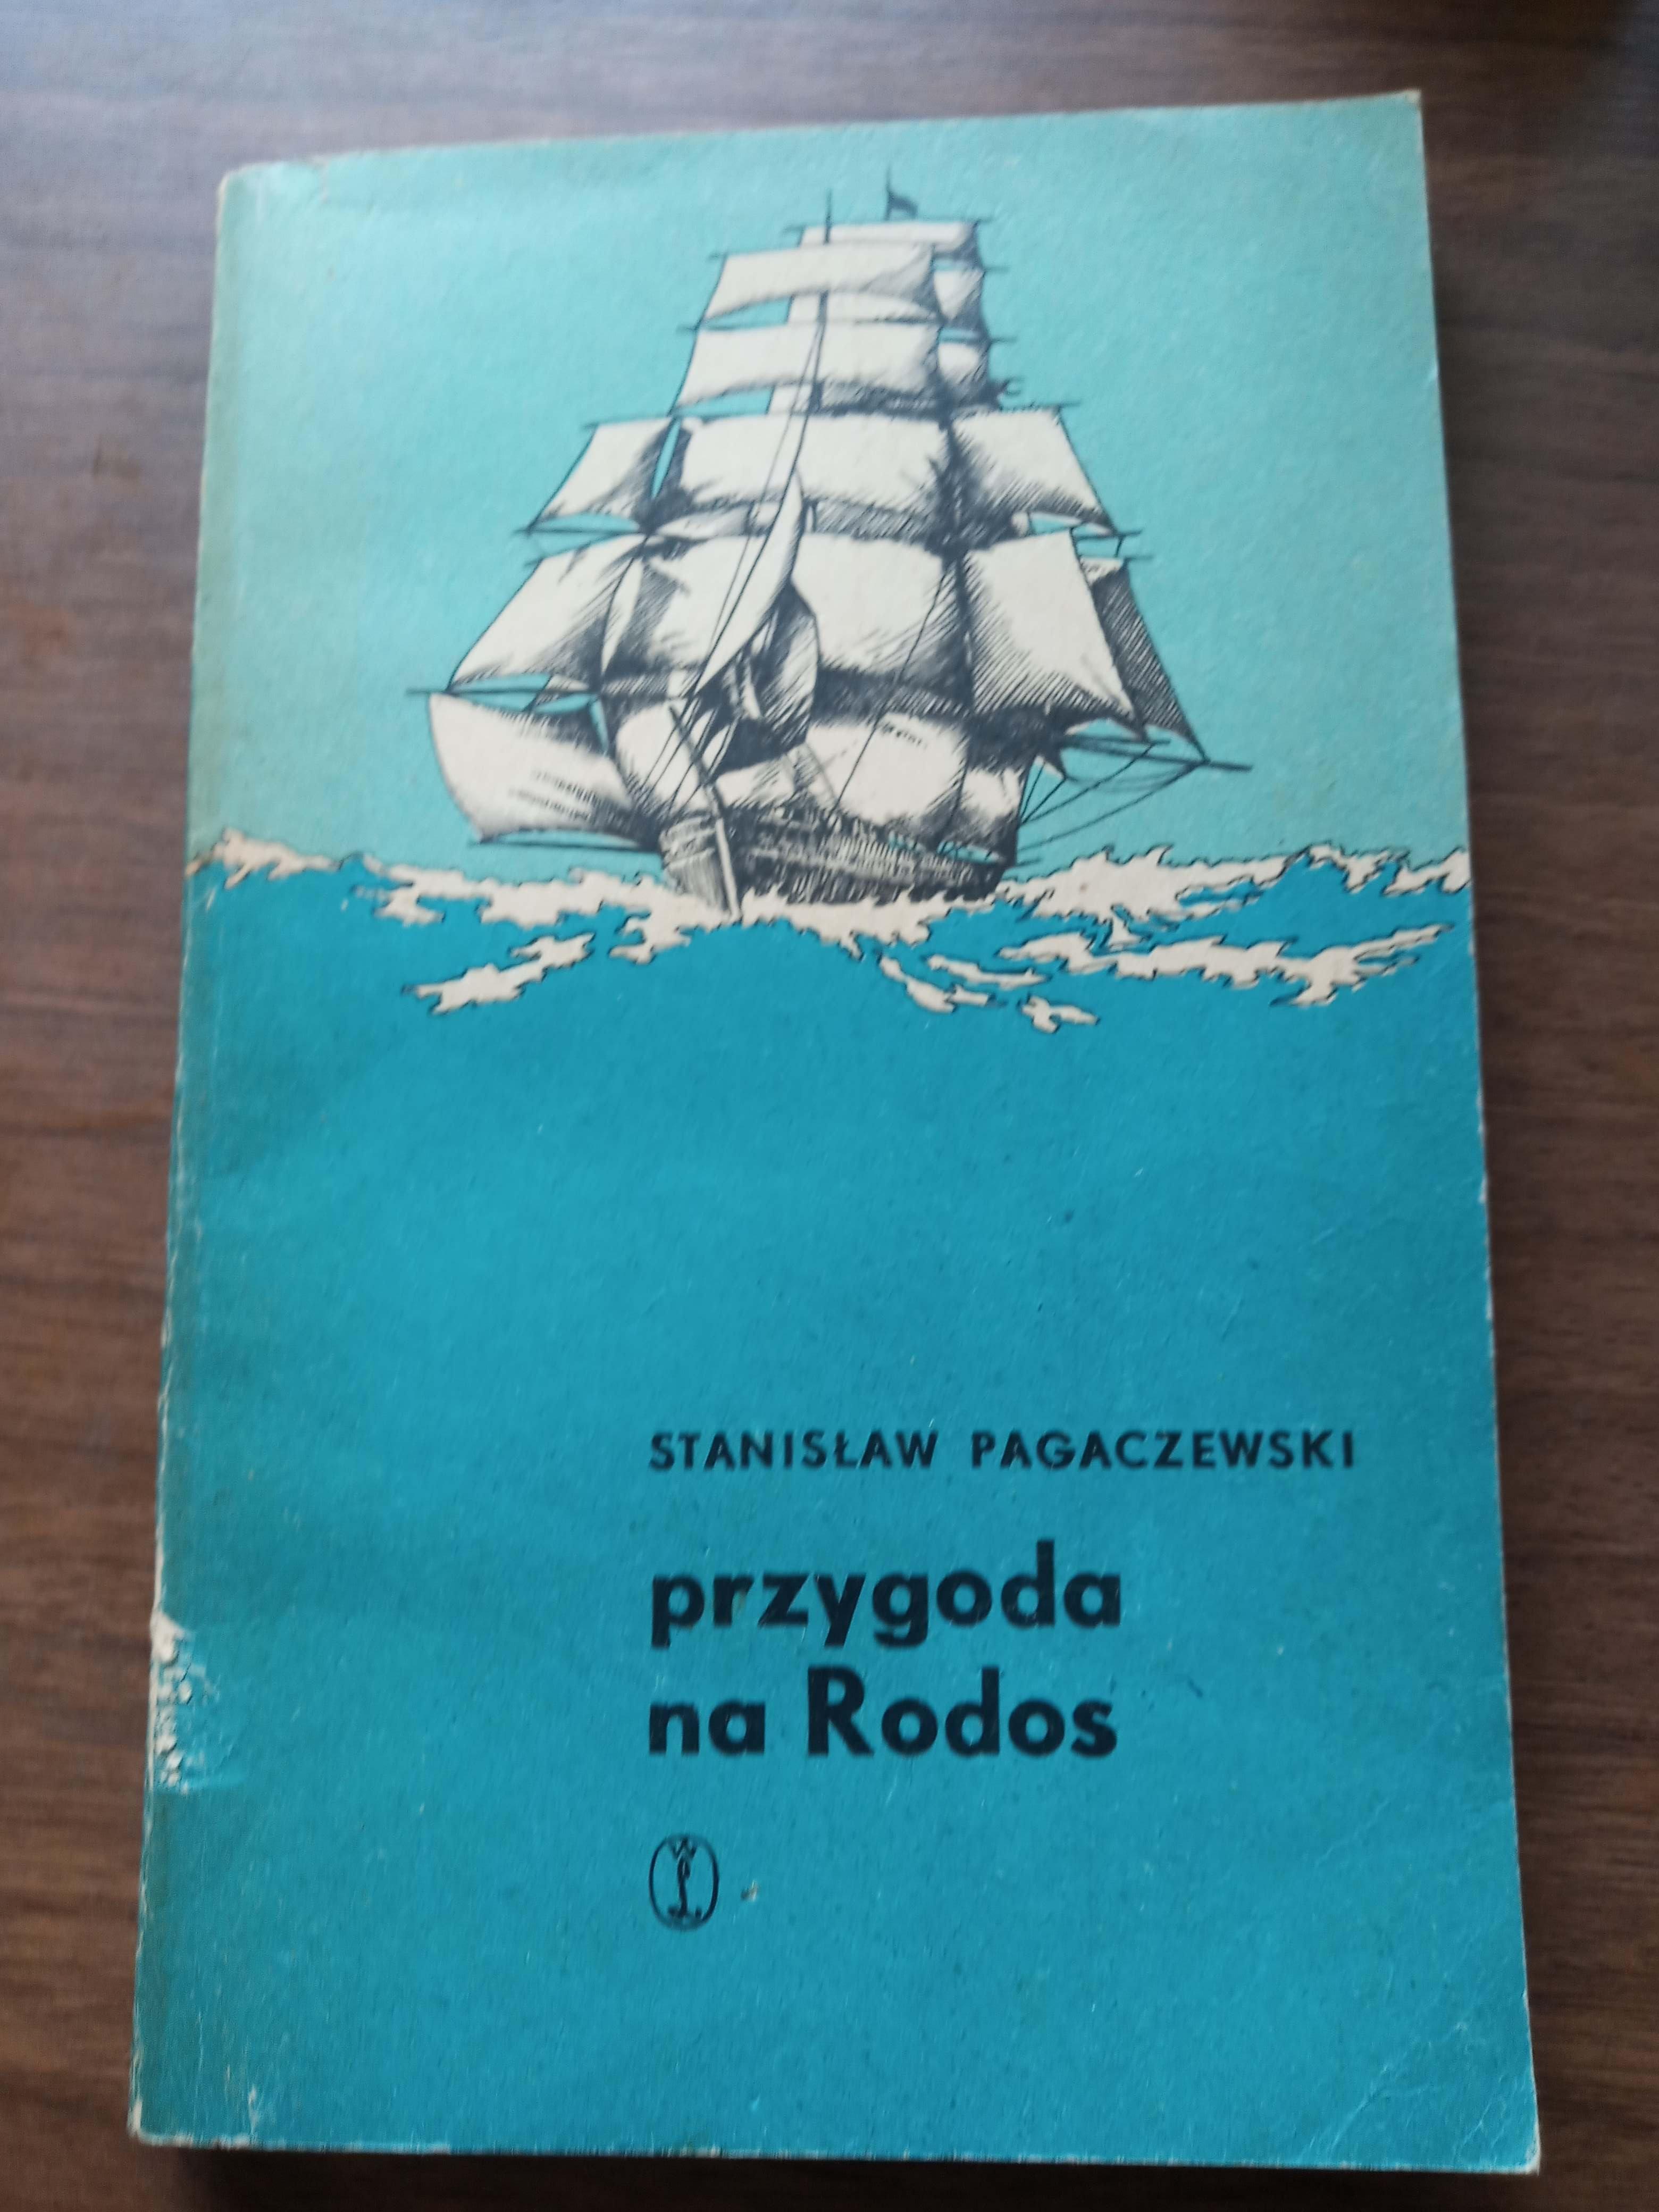 STANISŁAW PAGACZEWSKI
przygoda
na Rodos
W
L